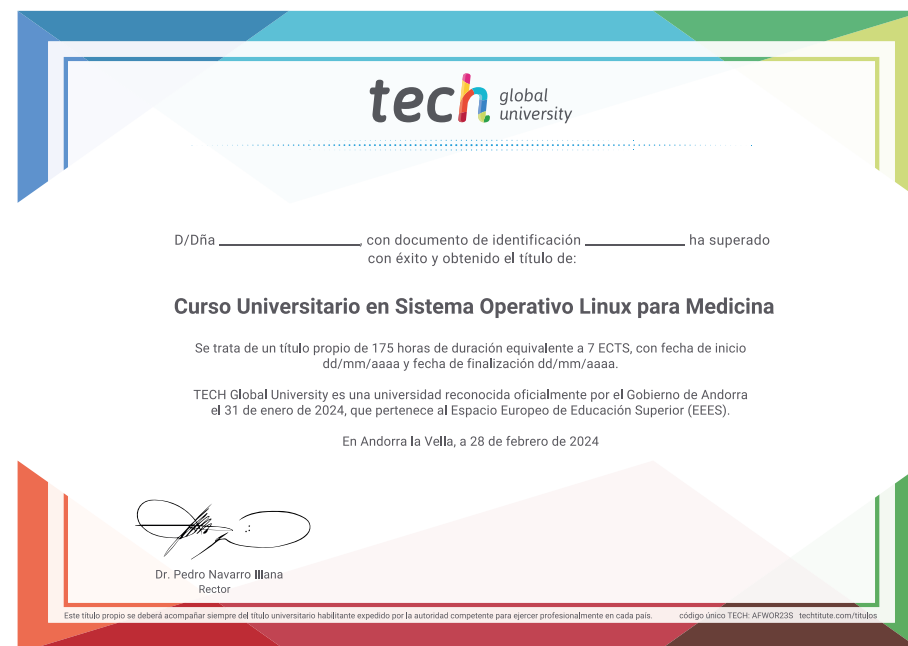 tech global university
D/Dña ______________________, con documento de identificación ________________ ha superado
con éxito y obtenido el título de:
Curso Universitario en Sistema Operativo Linux para Medicina
Se trata de un título propio de 175 horas de duración equivalente a 7 ECTS, con fecha de inicio
dd/mm/aaaa y fecha de finalización dd/mm/aaaa.
TECH Global University es una universidad reconocida oficialmente por el Gobierno de Andorra
el 31 de enero de 2024, que pertenece al Espacio Europeo de Educación Superior (EEES).
En Andorra la Vella, a 28 de febrero de 2024
Dr. Pedro Navarro Illana
Rector
Este título propio se deberá acompañar siempre del título universitario habilitante expedido por la autoridad competente para ejercer profesionalmente en cada país. código único TECH: AFWOR23S techtitute.com/titulos